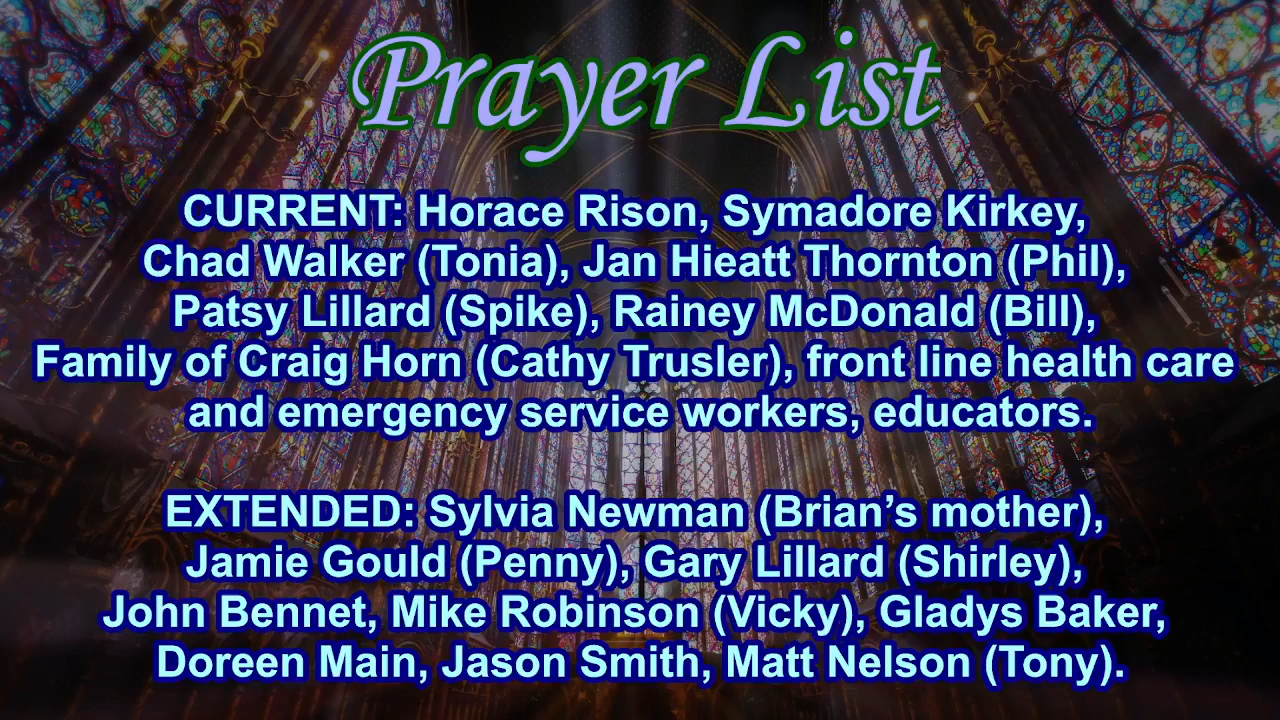 Prayer List
CURRENT: Horace Rison, Symadore Kirkey,
Chad Walker (Tonia), Jan Hieatt Thornton (Phil),
Patsy Lillard (Spike), Rainey McDonald (Bill),
Family of Craig Horn (Cathy Trusler), front line health care
and emergency service workers, educators.
EXTENDED: Sylvia Newman (Brian’s mother),
Jamie Gould (Penny), Gary Lillard (Shirley),
John Bennet, Mike Robinson (Vicky), Gladys Baker,
Doreen Main, Jason Smith, Matt Nelson (Tony).